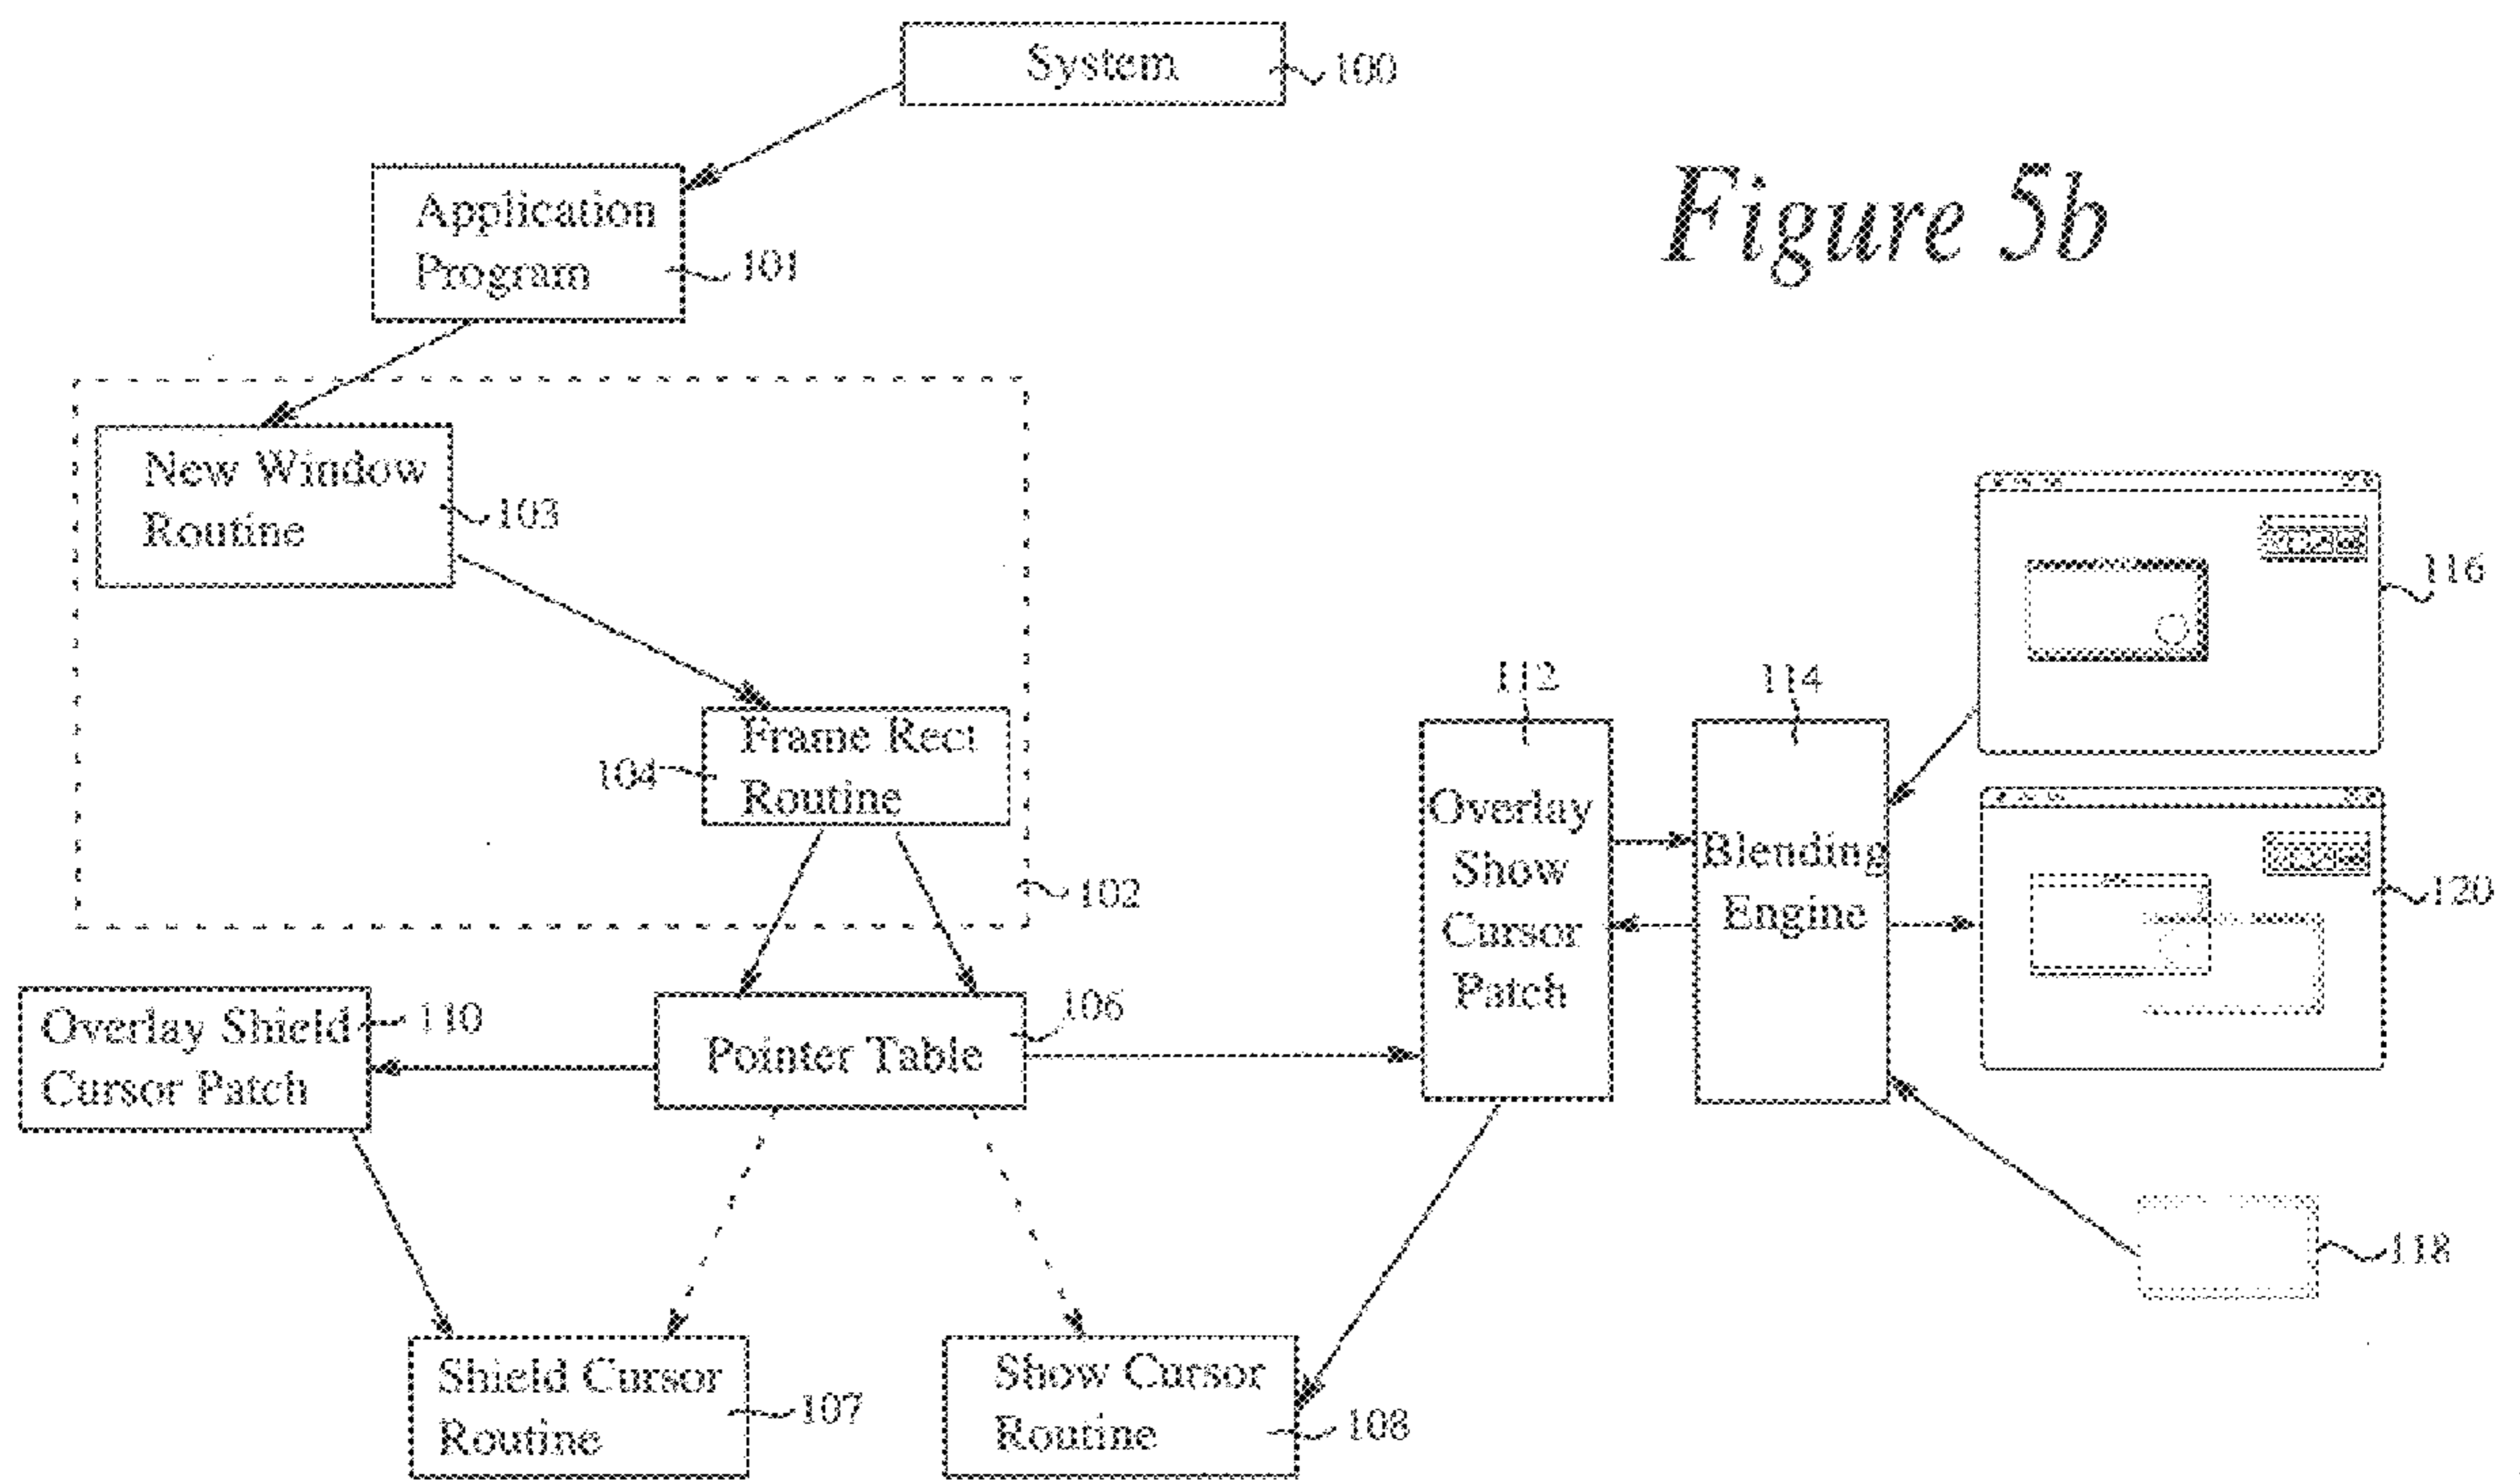 System
100
Figure 5b
Application
Program
101
New Window
Routine
103
Frame Rect
Routine
104
102
112
114
116
Overlay
Show
Cursor
Patch
Blending
Engine
120
Overlay Shield
Cursor Patch
110
Pointer Table
106
118
Shield Cursor
Routine
107
Show Cursor
Routine
108